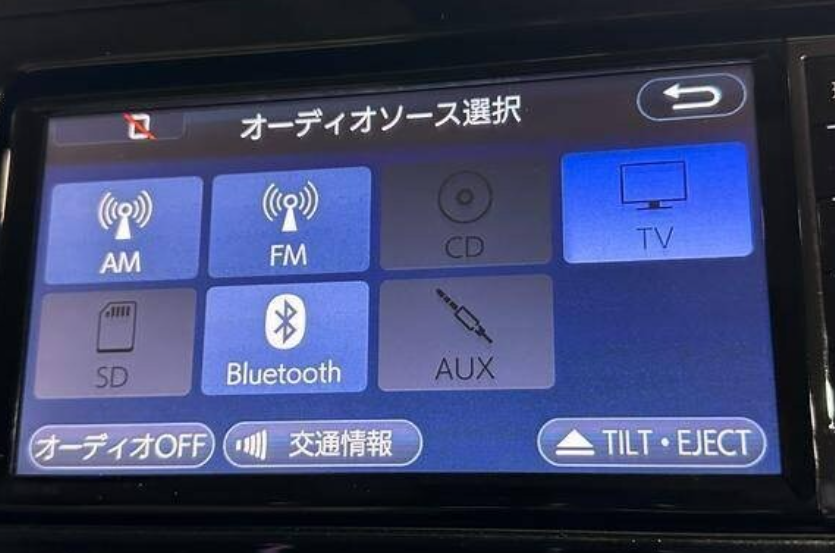 オーディオソース選択
AM
FM
CD
TV
SD
Bluetooth
AUX
オーディオOFF
交通情報
TILT・EJECT